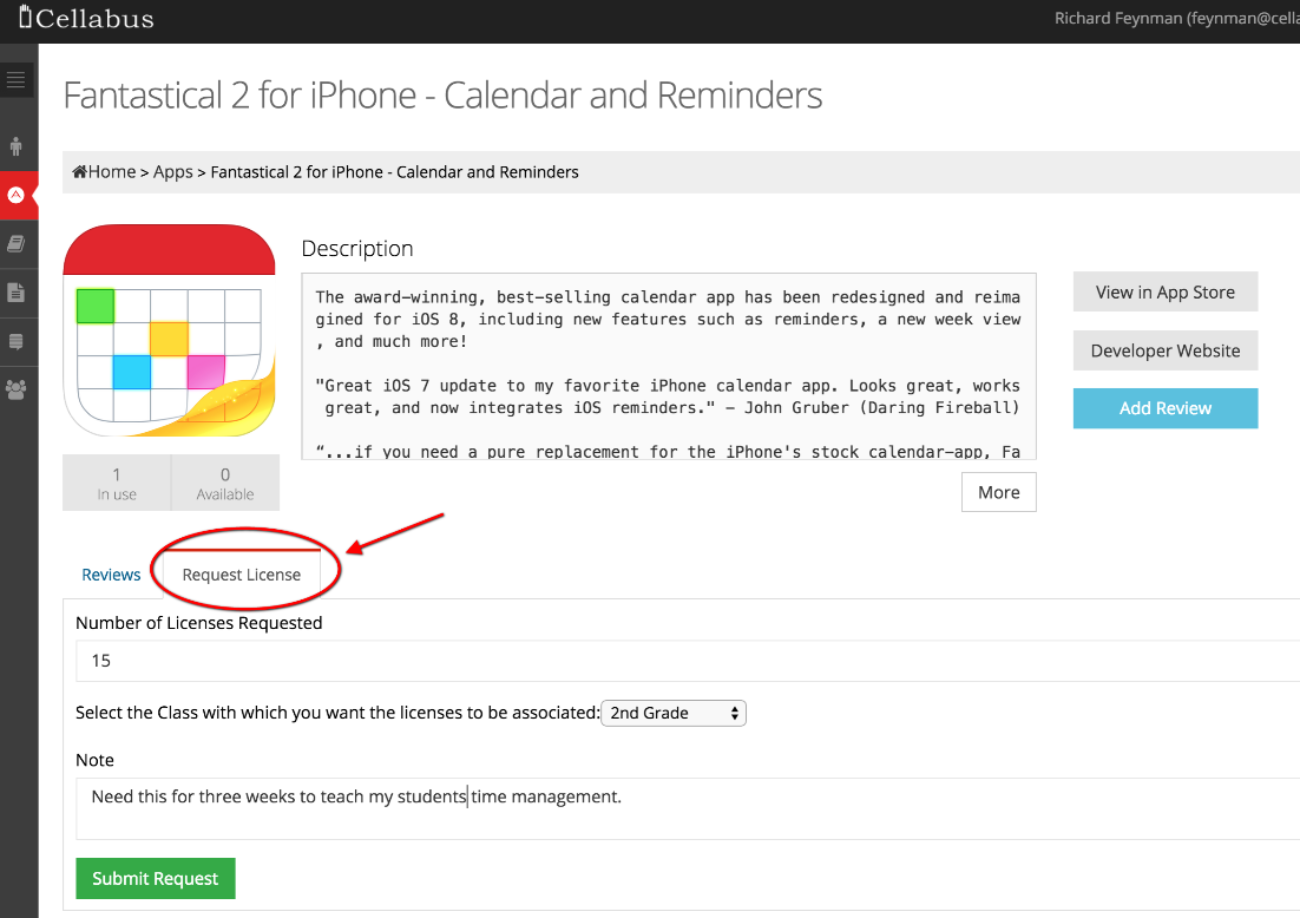 Cellabus
Richard Feynman (feynman@cella
Fantastical 2 for iPhone - Calendar and Reminders
Home > Apps > Fantastical 2 for iPhone - Calendar and Reminders
Description
The award-winning, best-selling calendar app has been redesigned and reima
gined for iOS 8, including new features such as reminders, a new week view
, and much more!
"Great iOS 7 update to my favorite iPhone calendar app. Looks great, works
great, and now integrates iOS reminders." – John Gruber (Daring Fireball)
“...if you need a pure replacement for the iPhone's stock calendar-app, Fa
More
View in App Store
Developer Website
Add Review
1
In use
0
Available
Reviews
Request License
Number of Licenses Requested
15
Select the Class with which you want the licenses to be associated: 2nd Grade
Note
Need this for three weeks to teach my students time management.
Submit Request